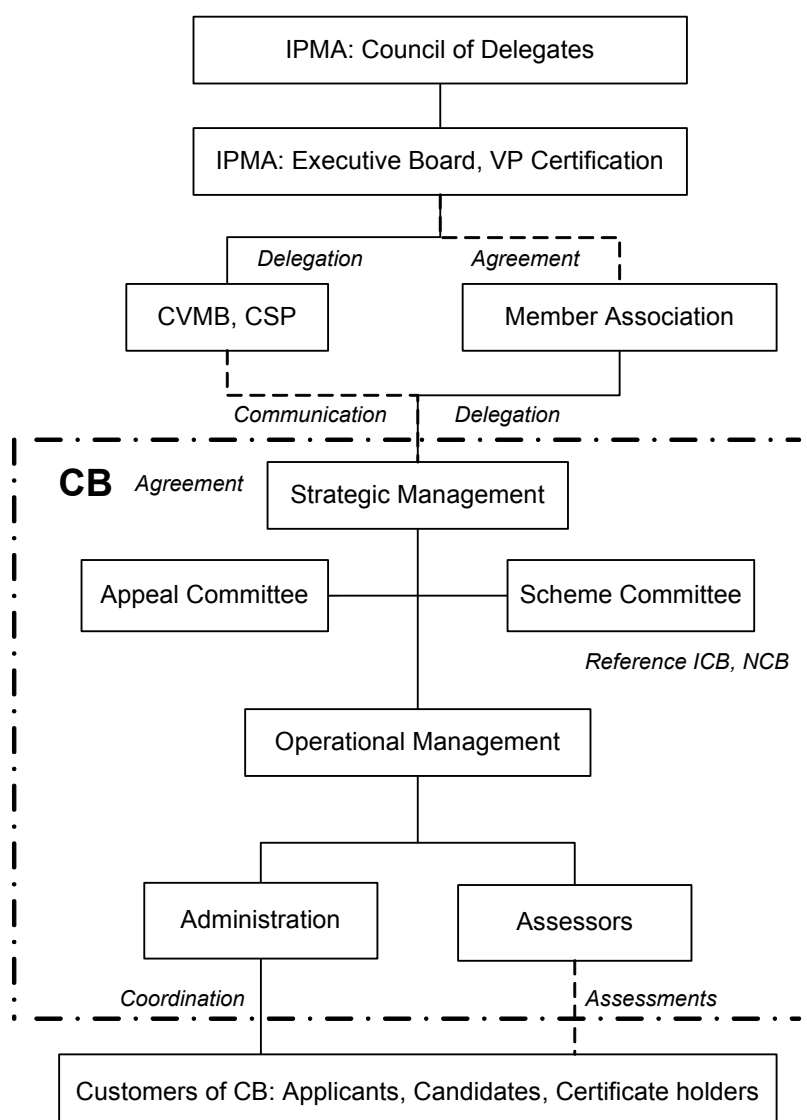 IPMA: Council of Delegates
IPMA: Executive Board, VP Certification
Delegation
Agreement
CVMB, CSP
Member Association
Communication
Delegation
CB
Agreement
Strategic Management
Appeal Committee
Scheme Committee
Reference ICB, NCB
Operational Management
Administration
Assessors
Coordination
Assessments
Customers of CB: Applicants, Candidates, Certificate holders